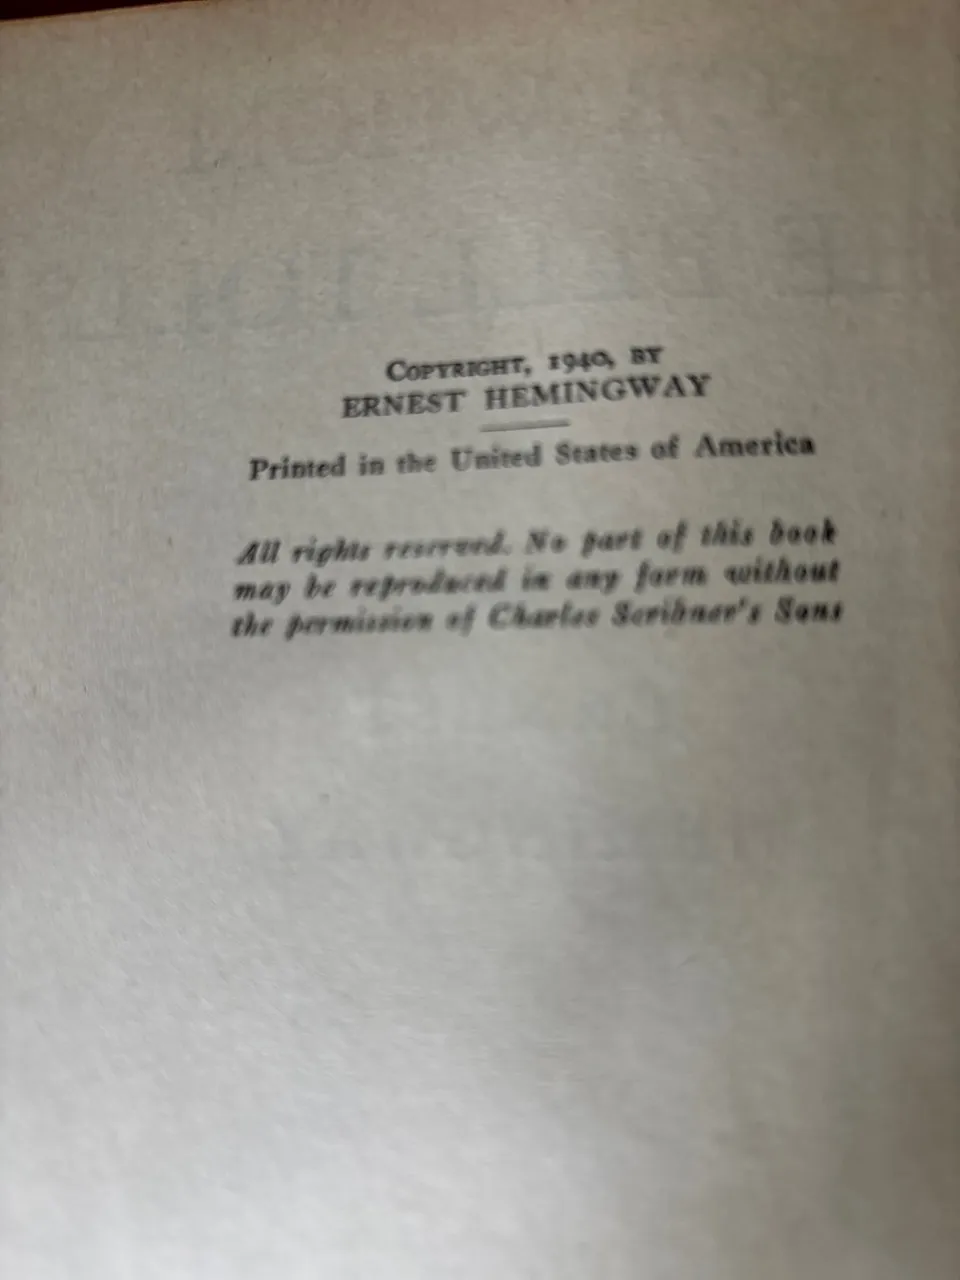 COPYRIGHT, 1940, BY
ERNEST HEMINGWAY
Printed in the United States of America
All rights reserved. No part of this book
may be reproduced in any form without
the permission of Charles Scribner's Sons